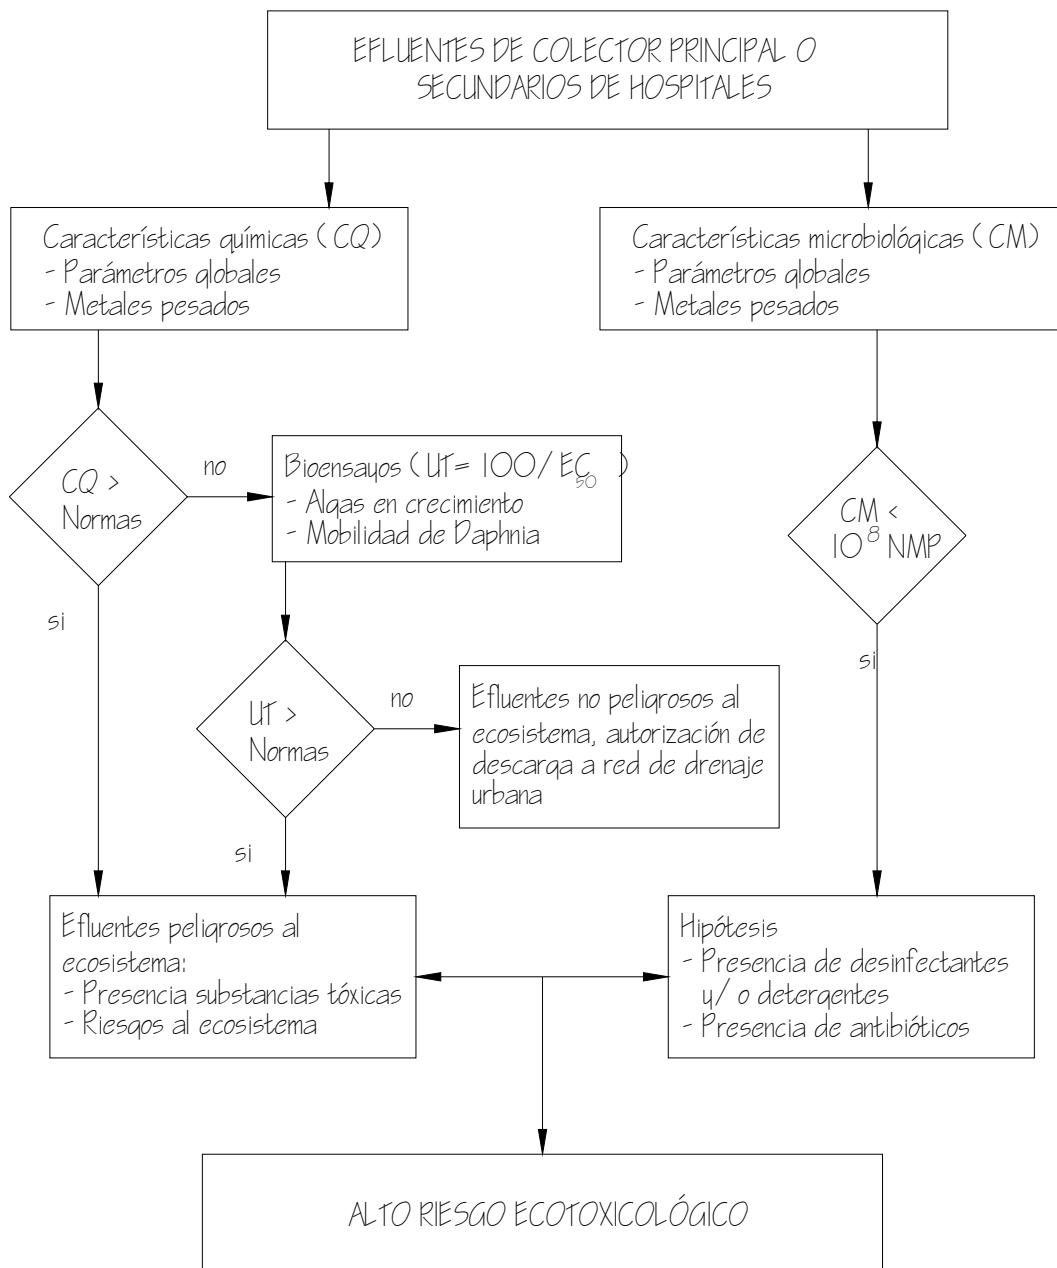 EFLUENTES DE COLECTOR PRINCIPAL O
SECUNDARIOS DE HOSPITALES
Características químicas (CQ)
- Parámetros globales
- Metales pesados
Características microbiológicas (CM)
- Parámetros globales
- Metales pesados
CQ >
Normas
no
si
Bioensayos (UT= 100/EC50)
- Algas en crecimiento
- Mobilidad de Daphnia
CM <
10^8 NMP
si
UT >
Normas
no
si
Efluentes no peligrosos al
ecosistema, autorización de
descarga a red de drenaje
urbana
Efluentes peligrosos al
ecosistema:
- Presencia substancias tóxicas
- Riesgos al ecosistema
Hipótesis
- Presencia de desinfectantes
y/o detergentes
- Presencia de antibióticos
ALTO RIESGO ECOTOXICOLÓGICO